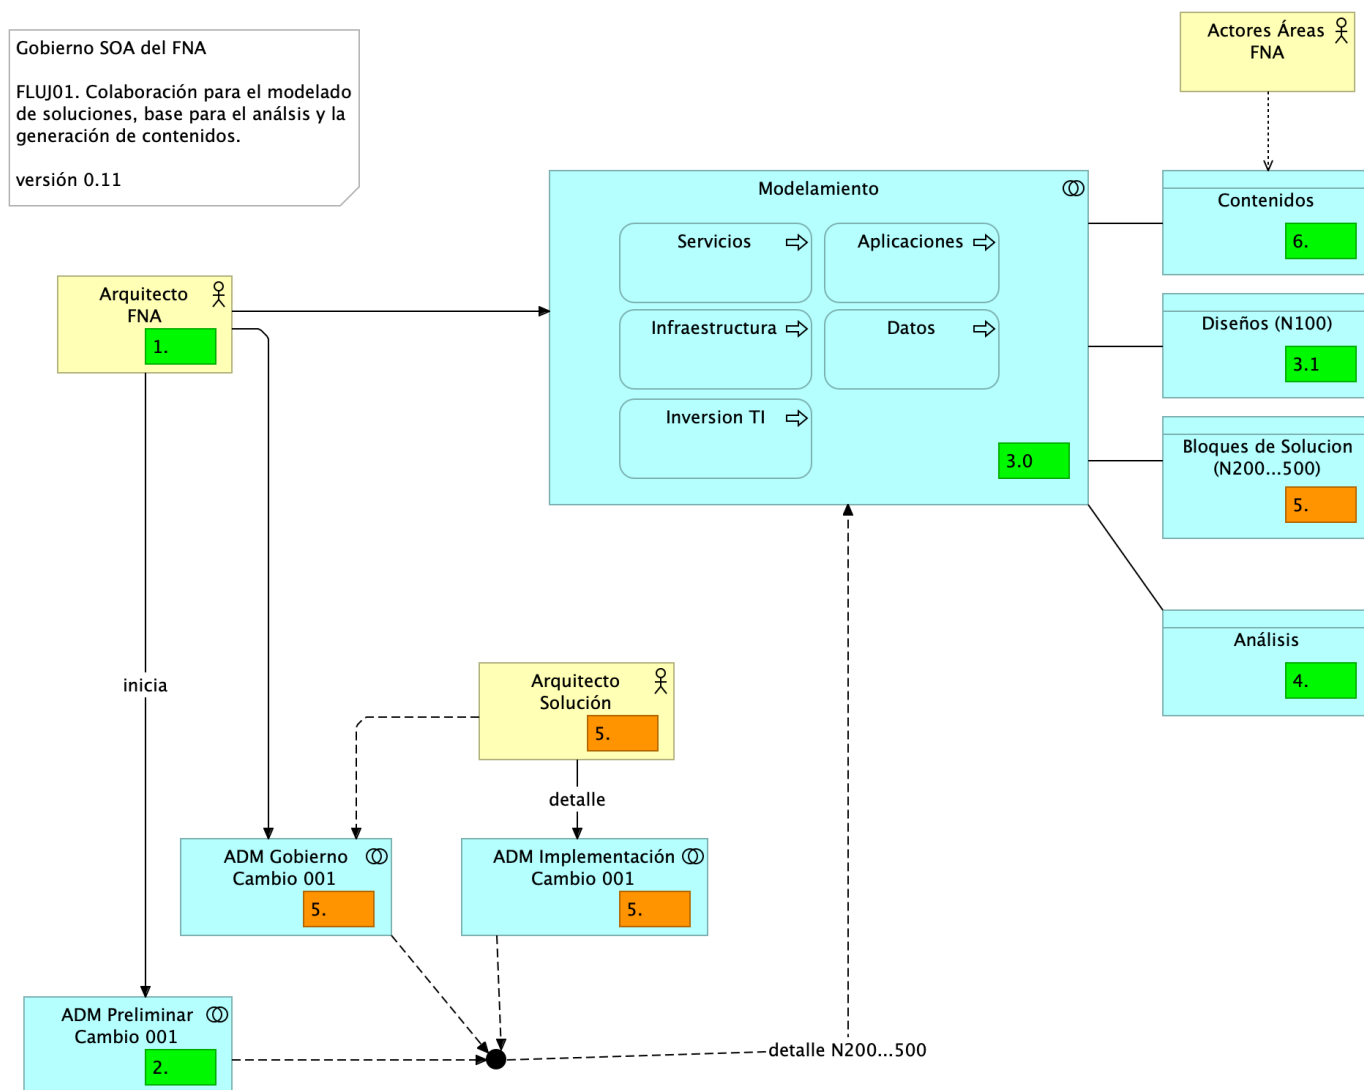 Gobierno SOA del FNA
FLUJ01. Colaboración para el modelado
de soluciones, base para el análsis y la
generación de contenidos.
versión 0.11
Actores Áreas
FNA
Modelamiento
Servicios
Aplicaciones
Infraestructura
Datos
Inversion TI
3.0
Contenidos
6.
Diseños (N100)
3.1
Bloques de Solucion
(N200...500)
5.
Análisis
4.
Arquitecto
FNA
1.
inicia
Arquitecto
Solución
5.
detalle
ADM Gobierno
Cambio 001
5.
ADM Implementación
Cambio 001
5.
ADM Preliminar
Cambio 001
2.
detalle N200...500